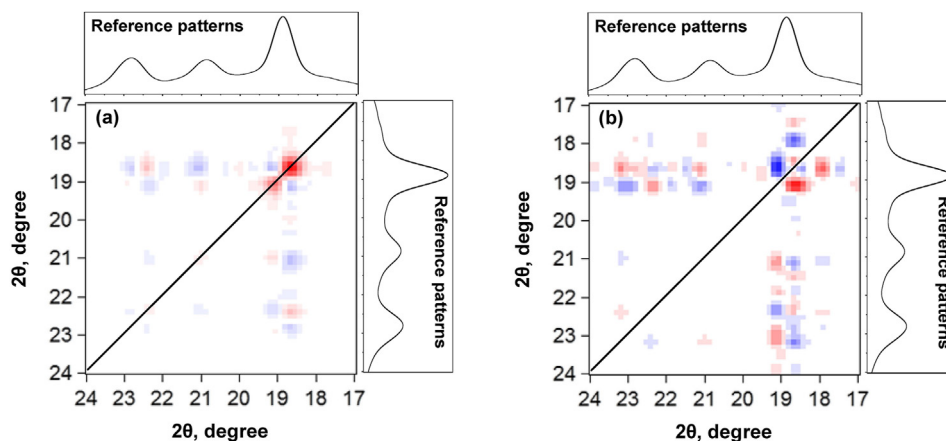 Reference patterns
(a)
17
18
19
20
21
22
23
24
2θ, degree
24 23 22 21 20 19 18 17
2θ, degree
Reference patterns
Reference patterns
(b)
17
18
19
20
21
22
23
24
2θ, degree
24 23 22 21 20 19 18 17
2θ, degree
Reference patterns